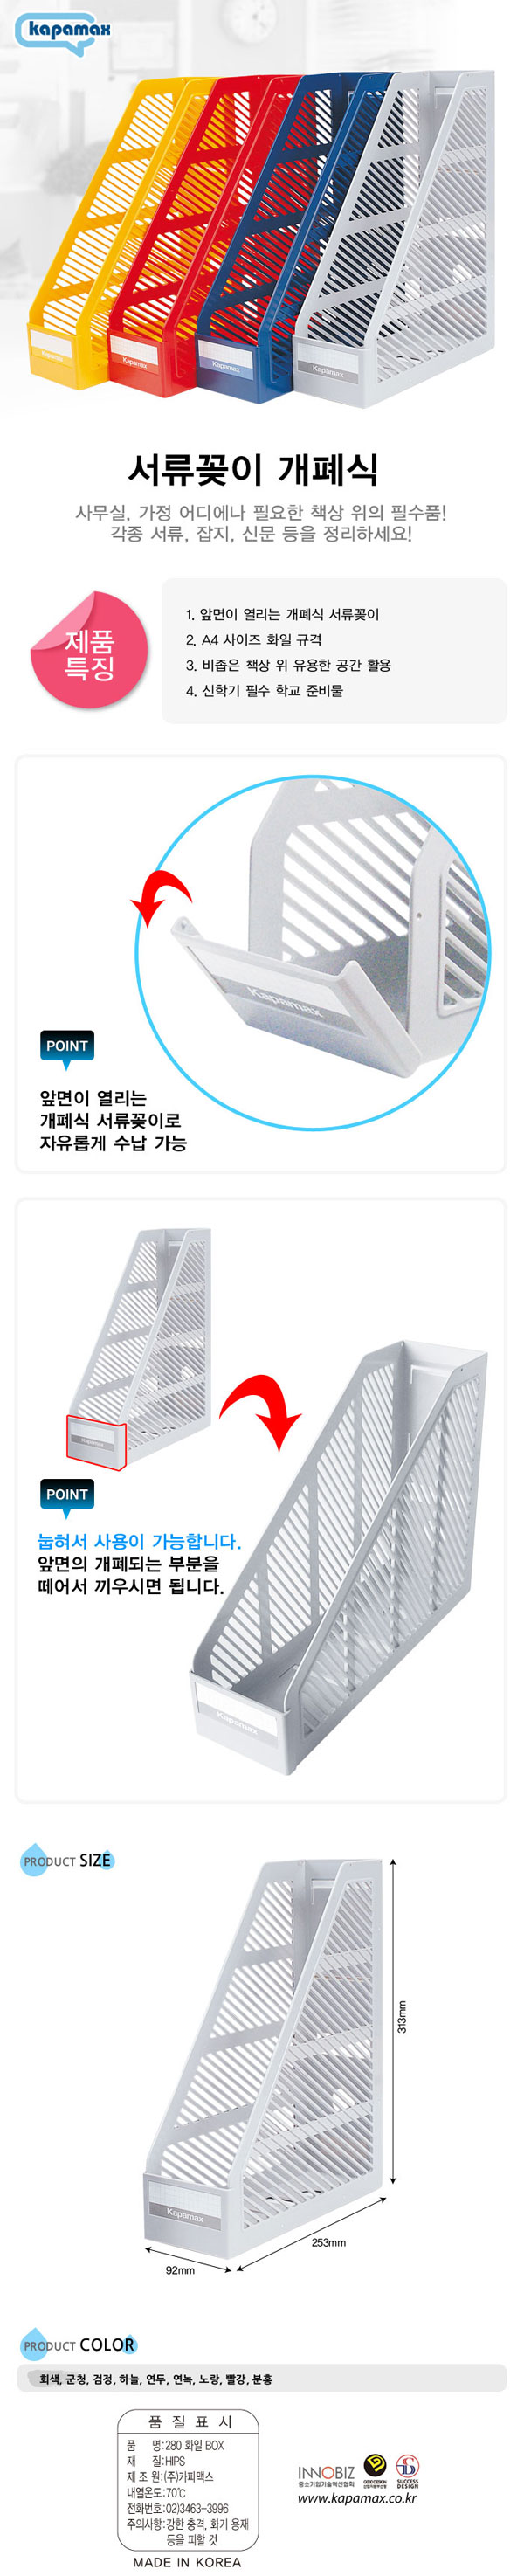 kapamax
Kapamax
Kapamax
Kapamax
Kapamax
서류꽂이 개폐식
사무실, 가정 어디에나 필요한 책상 위의 필수품!
각종 서류, 잡지, 신문 등을 정리하세요!
제품
특징
1. 앞면이 열리는 개폐식 서류꽂이
2. A4 사이즈 화일 규격
3. 비좁은 책상 위 유용한 공간 활용
4. 신학기 필수 학교 준비물
Kapamax
POINT
앞면이 열리는
개폐식 서류꽂이로
자유롭게 수납 가능
Kapamax
POINT
눕혀서 사용이 가능합니다.
앞면의 개폐되는 부분을
떼어서 끼우시면 됩니다.
Kapamax
PRODUCT SIZE
313mm
Kapamax
253mm
92mm
PRODUCT COLOR
회색, 군청, 검정, 하늘, 연두, 연녹, 노랑, 빨강, 분홍
품 질 표 시
품 명:280 화일 BOX
재 질:HIPS
제 조 원:(주)카파맥스
내열온도:70℃
전화번호:02)3463-3996
주의사항:강한 충격, 화기 용재
등을 피할 것
MADE IN KOREA
INNOBIZ
중소기업기술혁신협회
GOOD DESIGN
SUCCESS
DESIGN
www.kapamax.co.kr